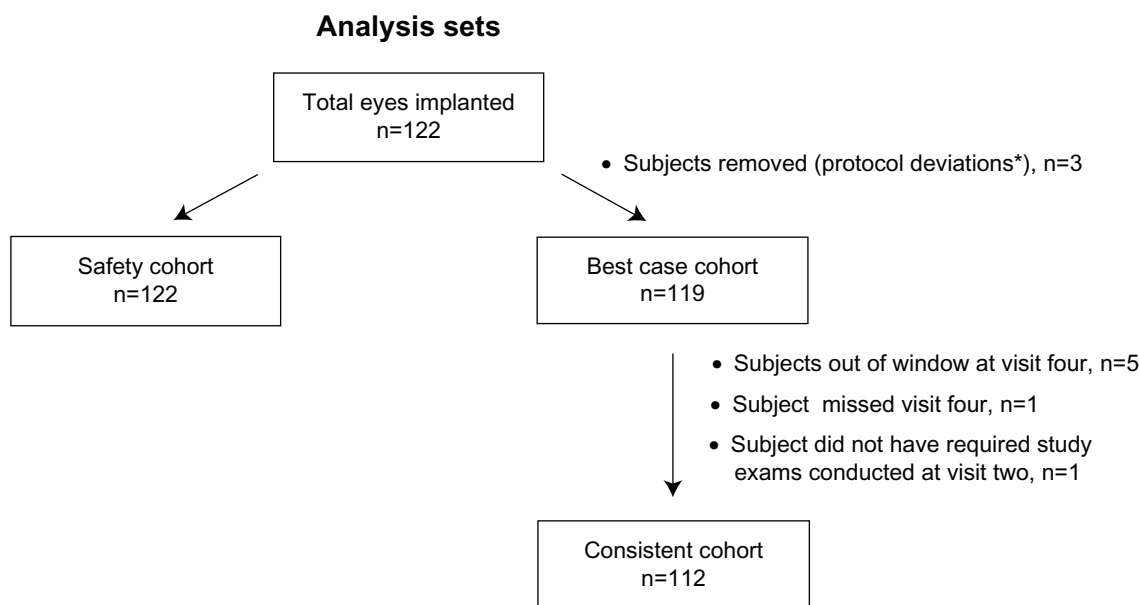 Analysis sets
Total eyes implanted
n=122
• Subjects removed (protocol deviations*), n=3
Safety cohort
n=122
Best case cohort
n=119
• Subjects out of window at visit four, n=5
• Subject missed visit four, n=1
• Subject did not have required study
exams conducted at visit two, n=1
Consistent cohort
n=112